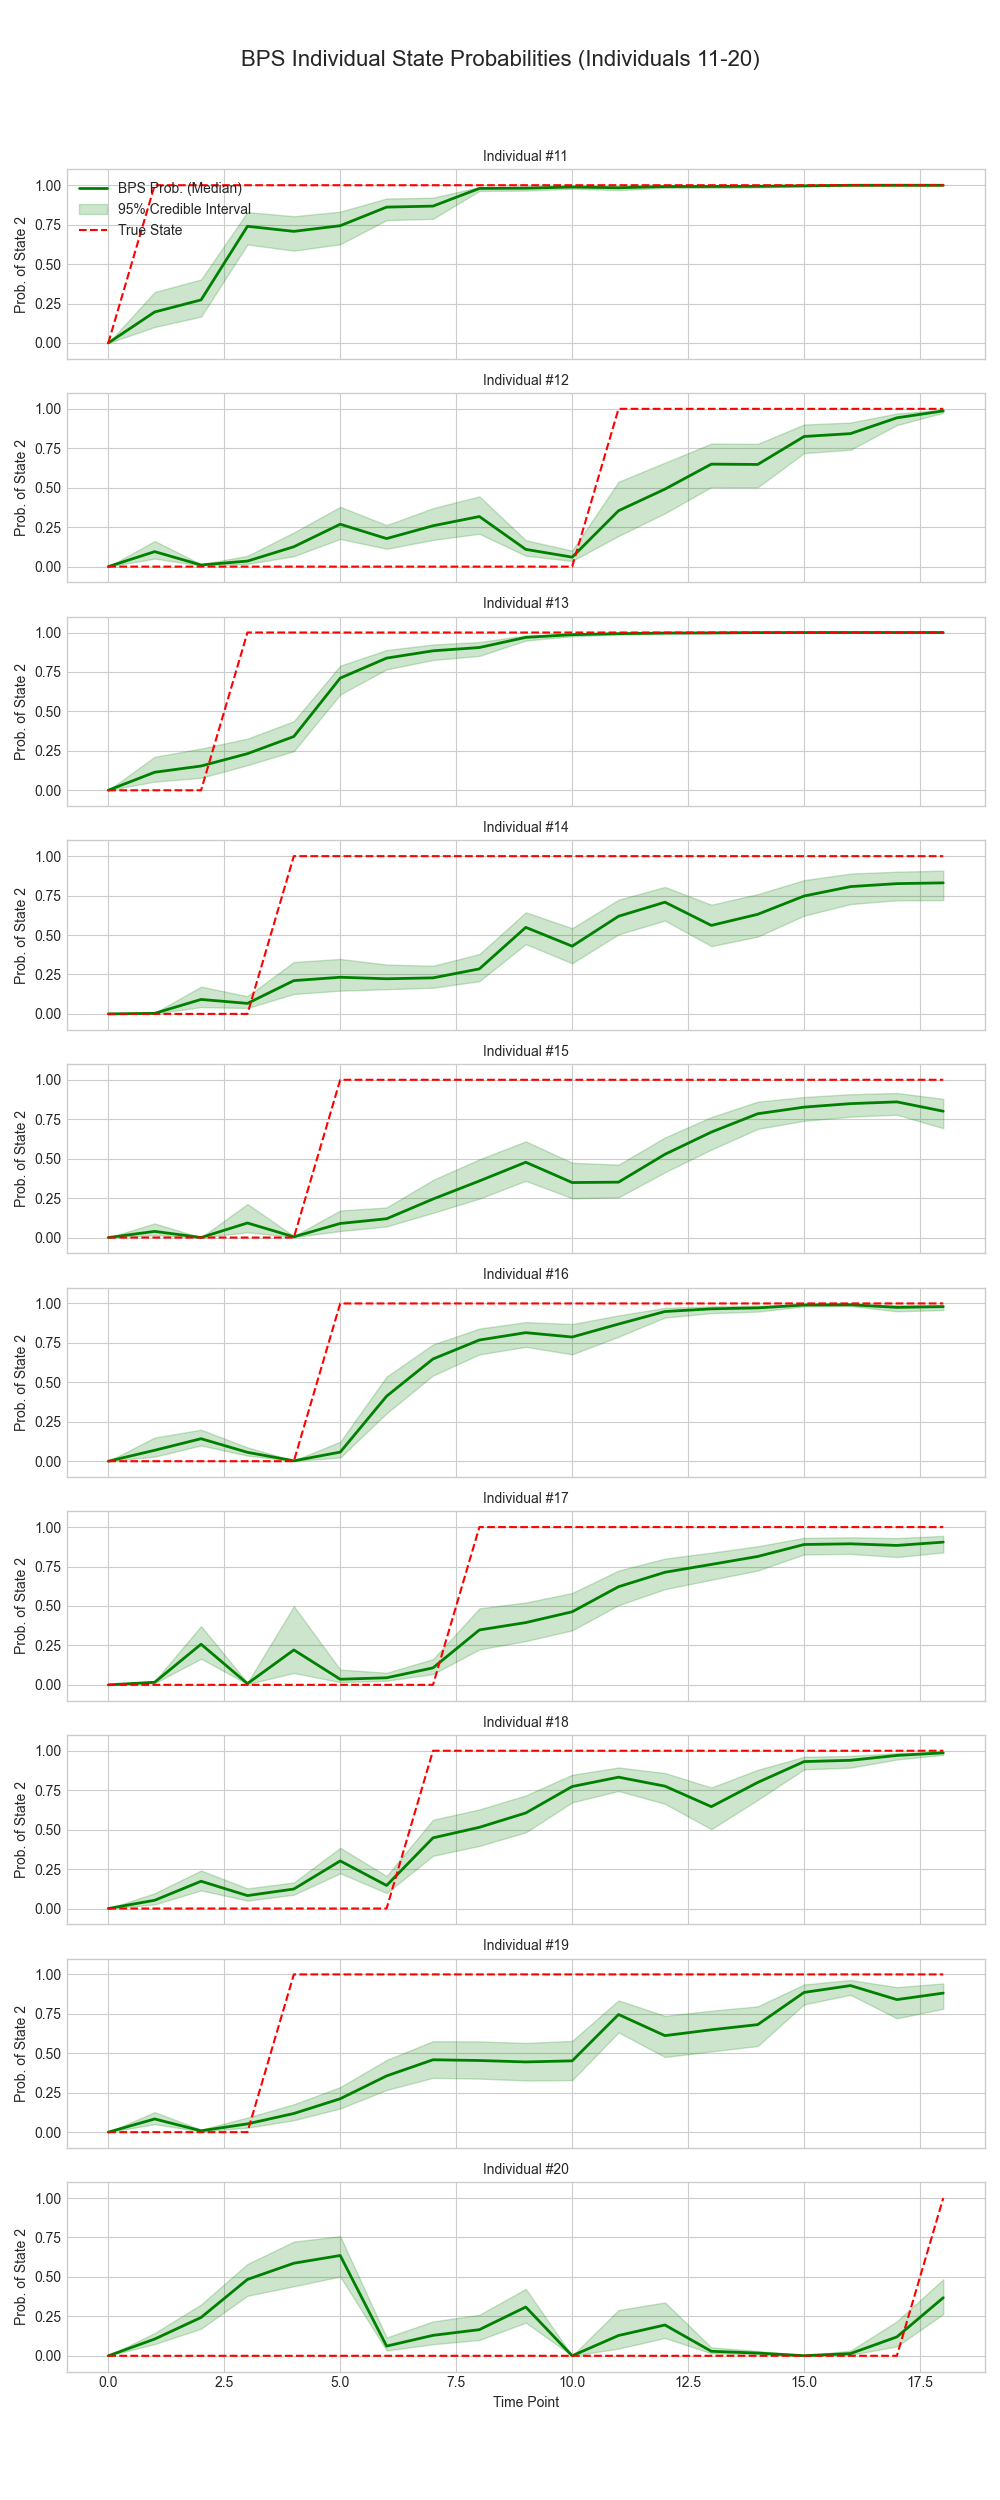 BPS Individual State Probabilities (Individuals 11-20)
Individual #11
Prob. of State 2
1.00
0.75
0.50
0.25
0.00
BPS Prob. (Median)
95% Credible Interval
True State
Individual #12
Prob. of State 2
1.00
0.75
0.50
0.25
0.00
Individual #13
Prob. of State 2
1.00
0.75
0.50
0.25
0.00
Individual #14
Prob. of State 2
1.00
0.75
0.50
0.25
0.00
Individual #15
Prob. of State 2
1.00
0.75
0.50
0.25
0.00
Individual #16
Prob. of State 2
1.00
0.75
0.50
0.25
0.00
Individual #17
Prob. of State 2
1.00
0.75
0.50
0.25
0.00
Individual #18
Prob. of State 2
1.00
0.75
0.50
0.25
0.00
Individual #19
Prob. of State 2
1.00
0.75
0.50
0.25
0.00
Individual #20
Prob. of State 2
1.00
0.75
0.50
0.25
0.00
0.0 2.5 5.0 7.5 10.0 12.5 15.0 17.5
Time Point